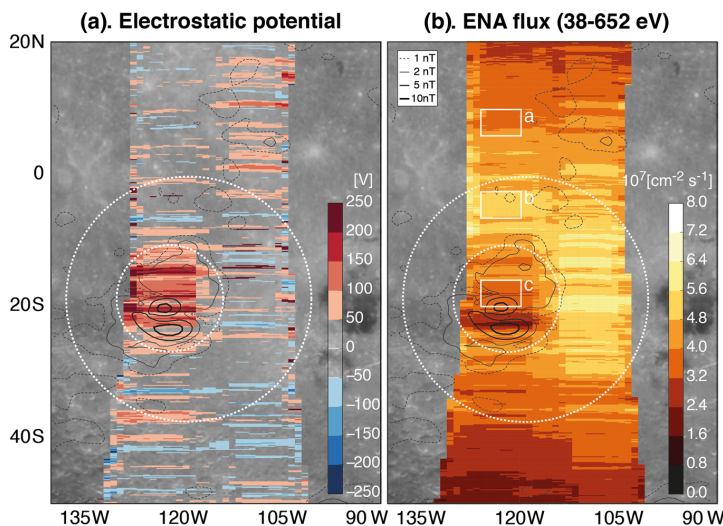 (a). Electrostatic potential
(b). ENA flux (38-652 eV)
20N
0
20S
40S
135W
120W
105W
90 W
[V]
250
200
150
100
50
0
−50
−100
−150
−200
−250
1 nT
2 nT
5 nT
10nT
a
b
c
10⁷[cm⁻² s⁻¹]
8.0
7.2
6.4
5.6
4.8
4.0
3.2
2.4
1.6
0.8
0.0
135W
120W
105W
90W